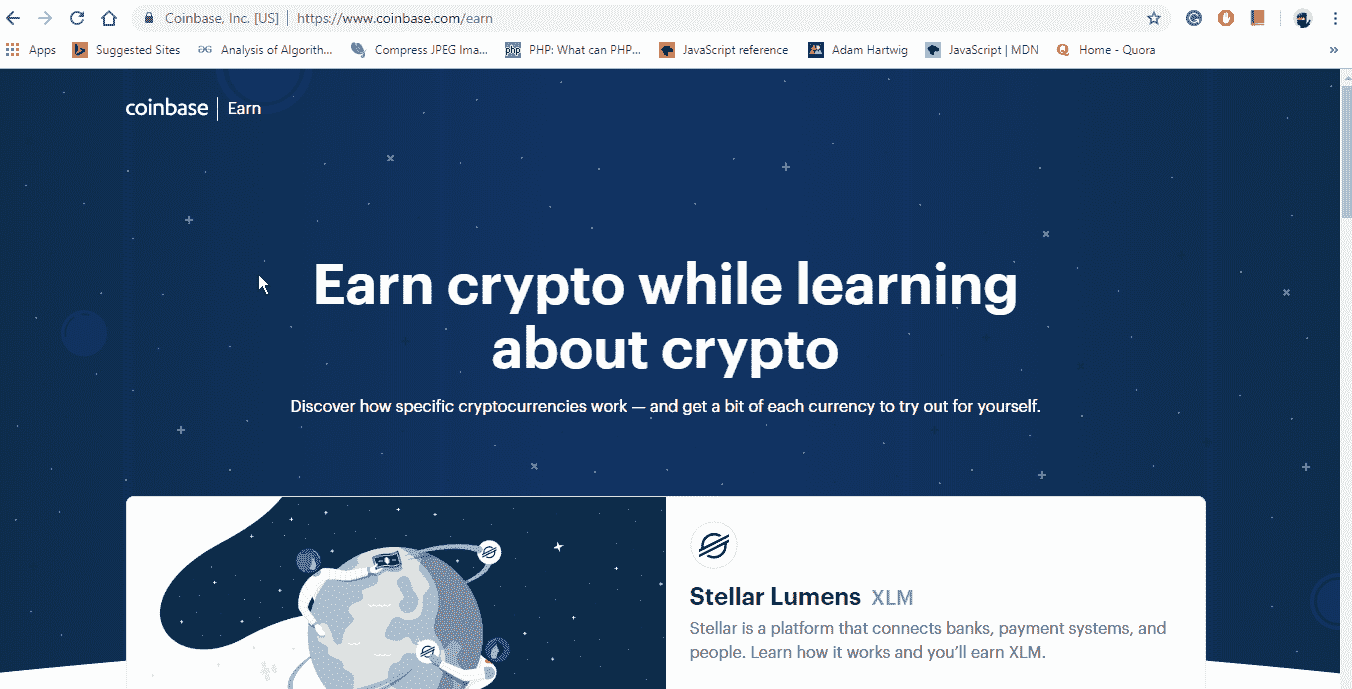 Coinbase, Inc. [US] | https://www.coinbase.com/earn
Apps Suggested Sites Analysis of Algorith... Compress JPEG Ima... php PHP: What can PHP... JavaScript reference Adam Hartwig JavaScript | MDN Home - Quora »
coinbase | Earn
Earn crypto while learning
about crypto
Discover how specific cryptocurrencies work — and get a bit of each currency to try out for yourself.
Stellar Lumens XLM
Stellar is a platform that connects banks, payment systems, and
people. Learn how it works and you’ll earn XLM.